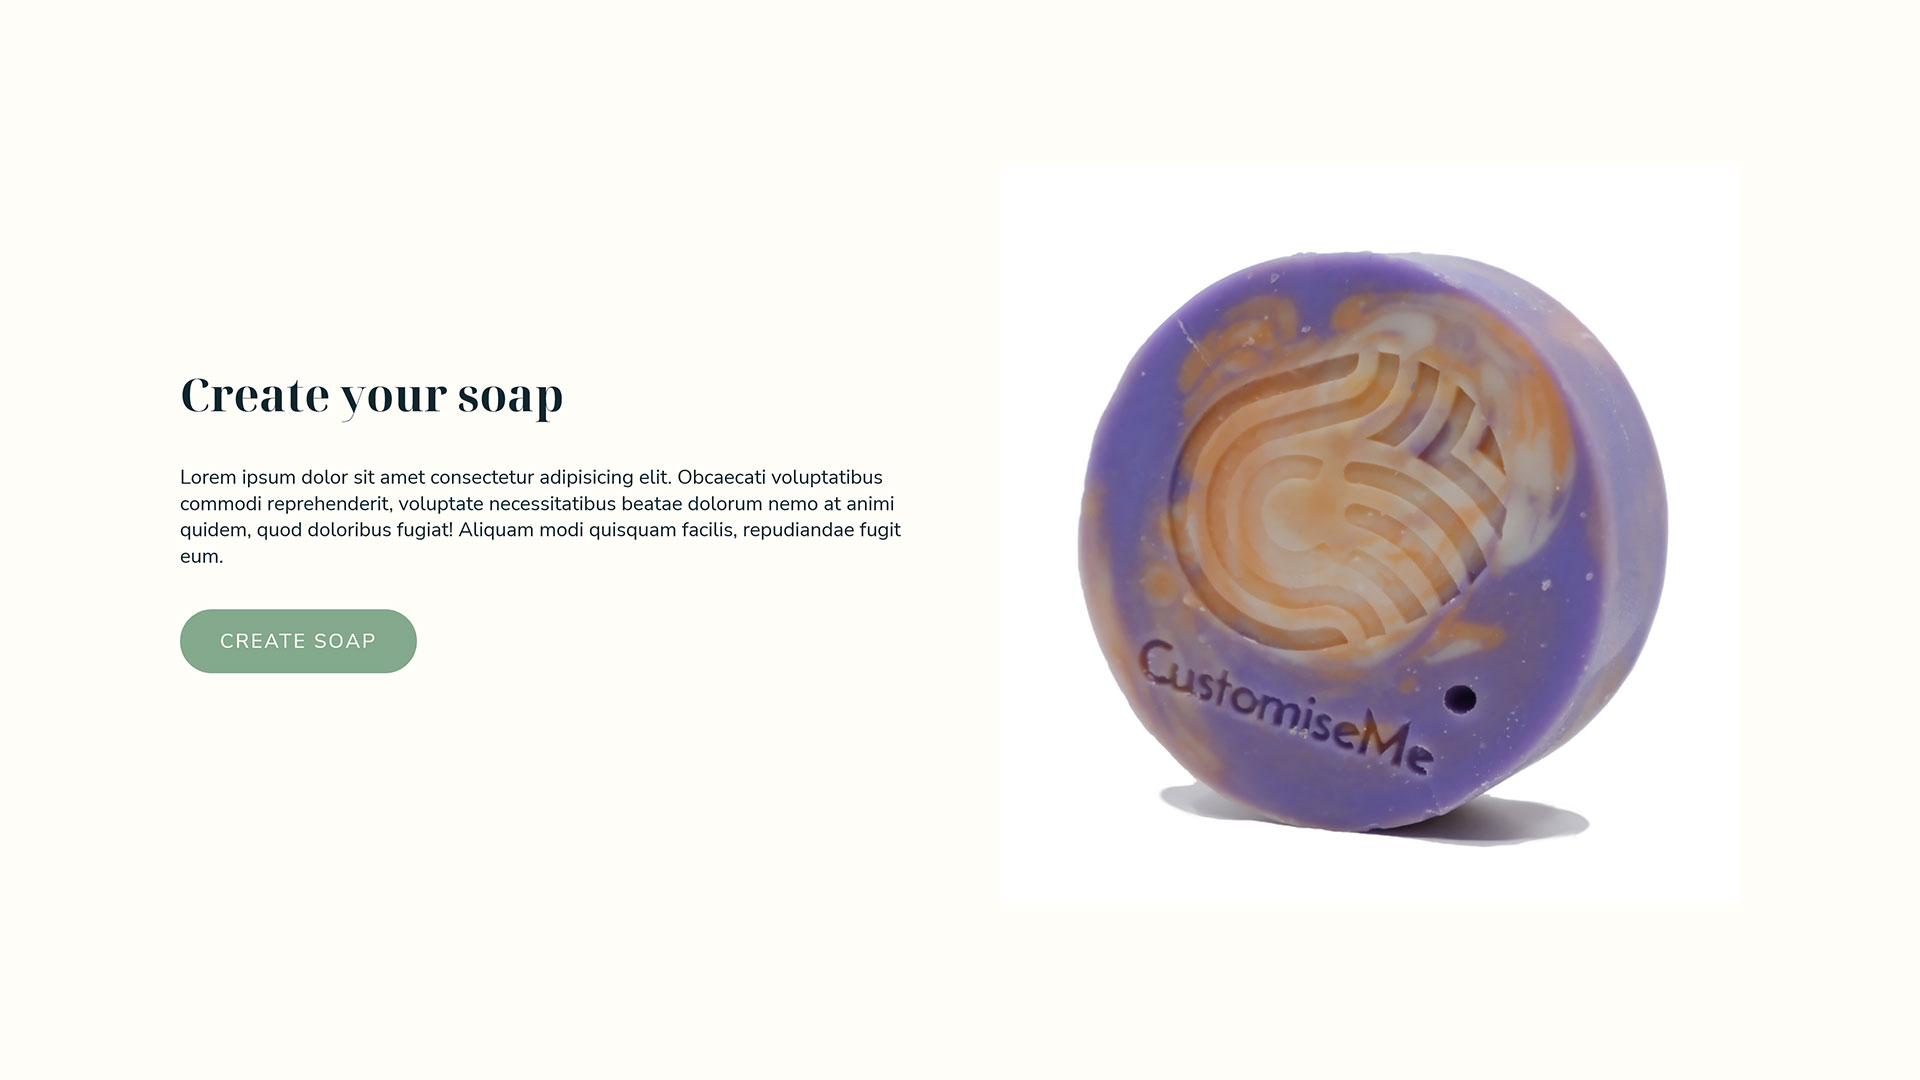 Create your soap
Lorem ipsum dolor sit amet consectetur adipisicing elit. Obcaecati voluptatibus
commodi reprehenderit, voluptate necessitatibus beatae dolorum nemo at animi
quidem, quod doloribus fugiat! Aliquam modi quisquam facilis, repudiandae fugit
eum.
CREATE SOAP
CustomiseMe